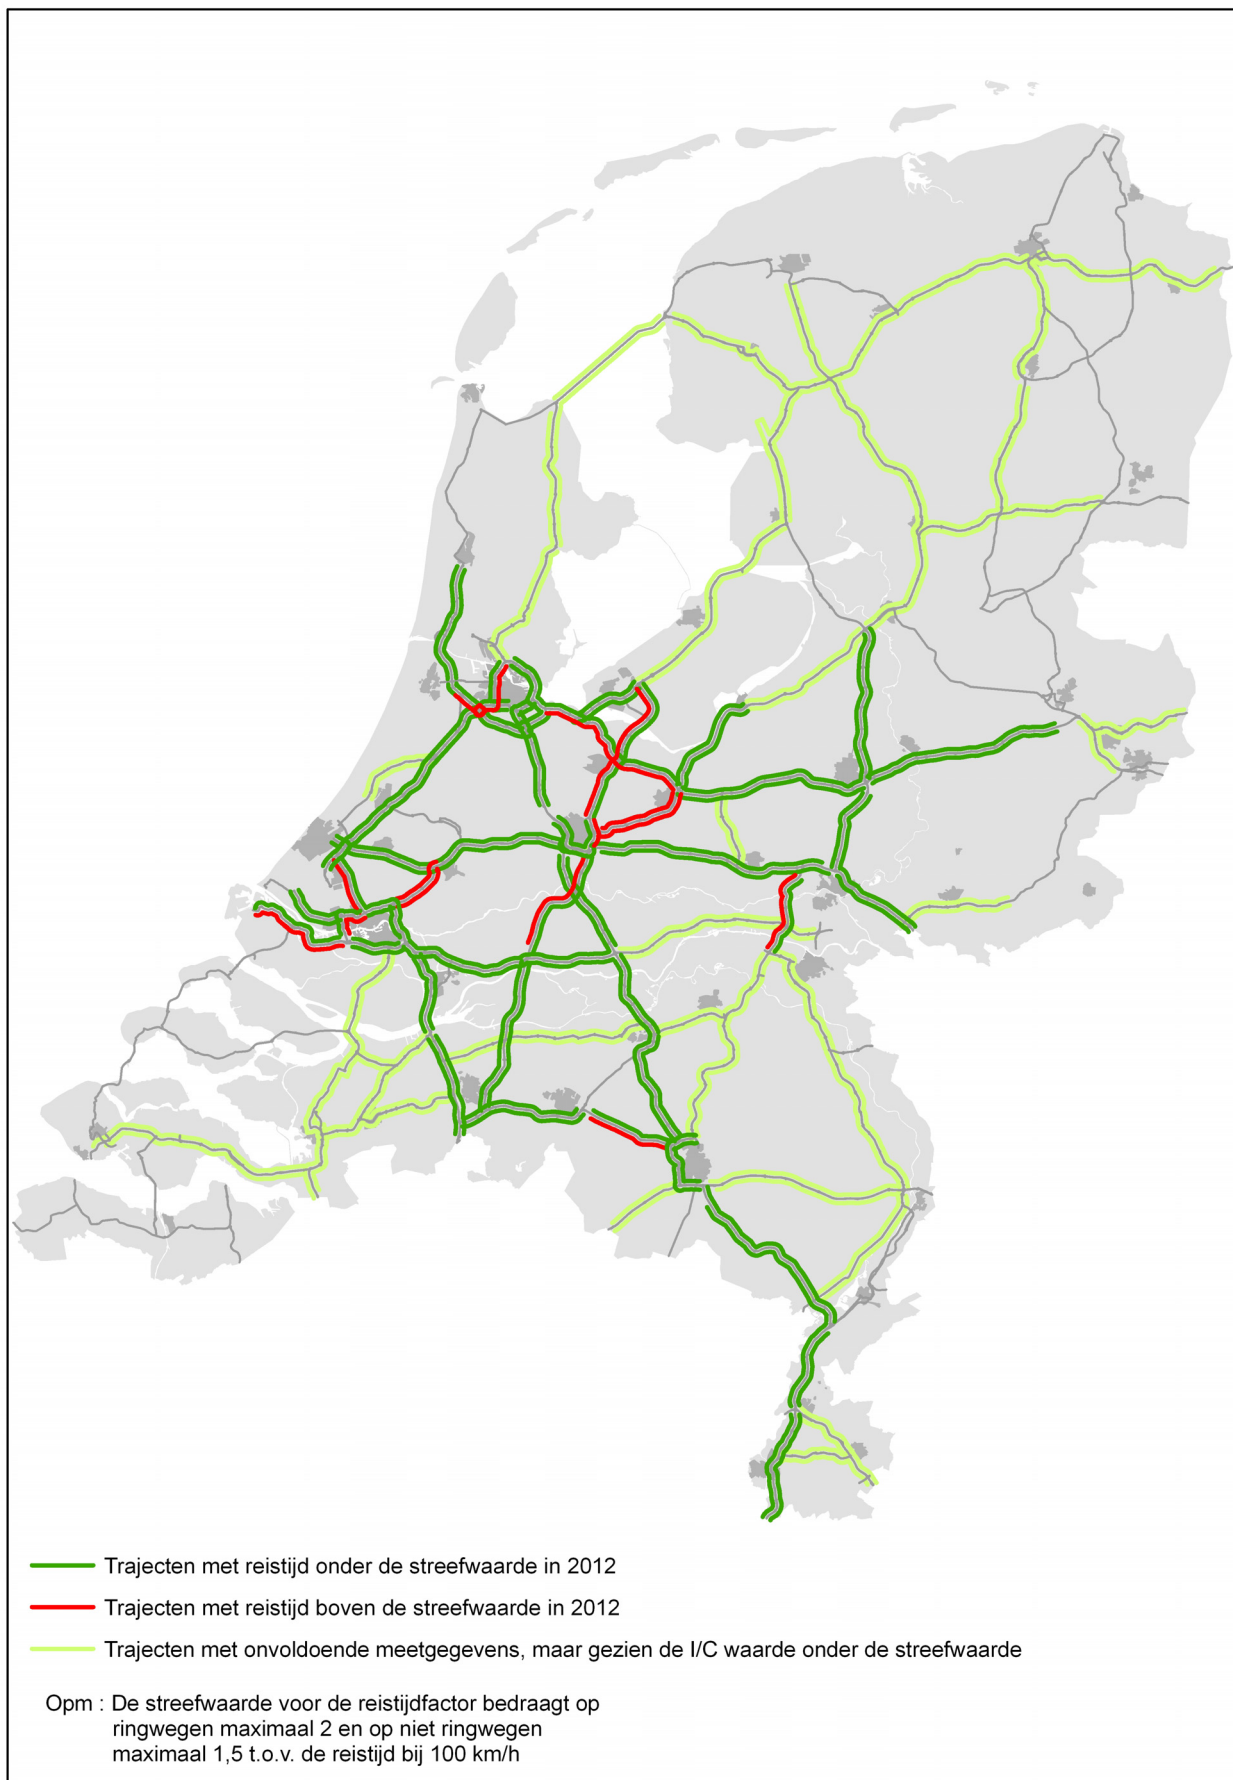 Trajecten met reistijd onder de streefwaarde in 2012
Trajecten met reistijd boven de streefwaarde in 2012
Trajecten met onvoldoende meetgegevens, maar gezien de I/C waarde onder de streefwaarde
Opm : De streefwaarde voor de reistijdfactor bedraagt op
ringwegen maximaal 2 en op niet ringwegen
maximaal 1,5 t.o.v. de reistijd bij 100 km/h